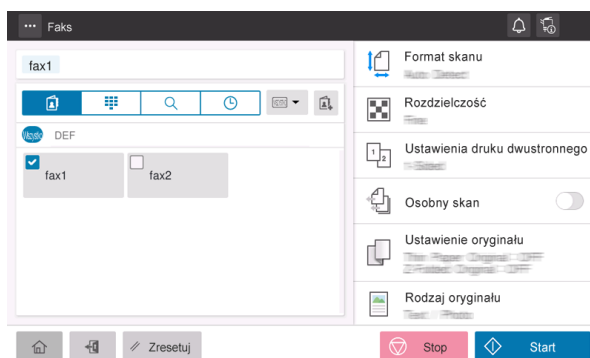 Faks
fax1
Wszystko DEF
fax1 fax2
Format skanu
Rozdzielczość
Ustawienia druku dwustronnego
Osobny skan
Ustawienie oryginału
Rodzaj oryginału
Zresetuj
Stop
Start